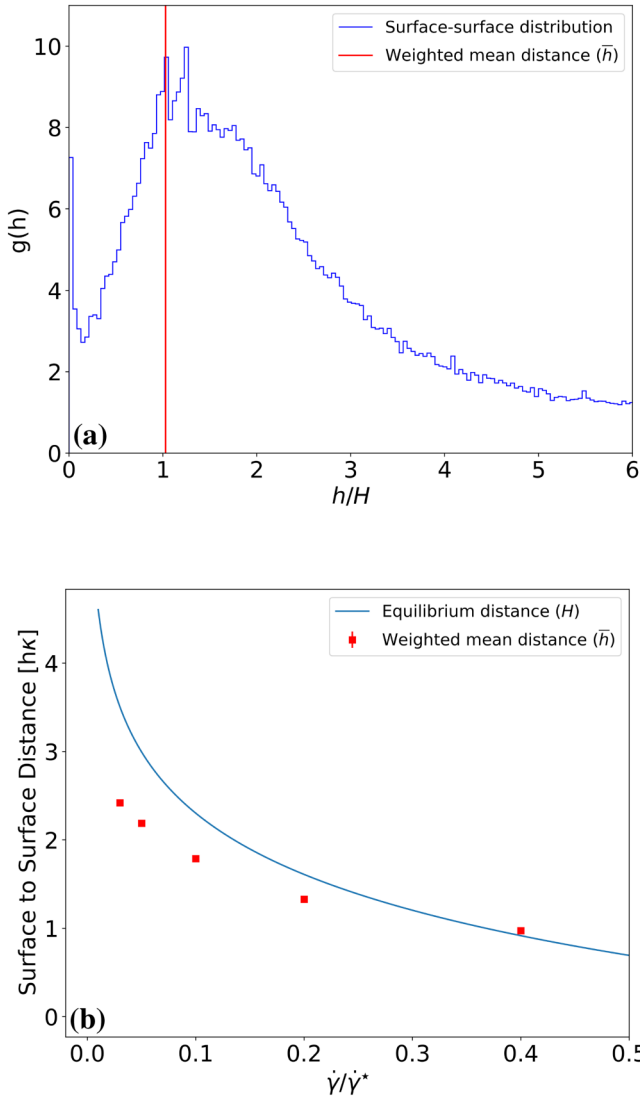 Surface-surface distribution
Weighted mean distance (h̅)
10
8
6
4
2
0
g(h)
(a)
0 1 2 3 4 5 6
h/H
Equilibrium distance (H)
Weighted mean distance (h̅)
4
3
2
1
0
Surface to Surface Distance [hκ]
(b)
0.0 0.1 0.2 0.3 0.4 0.5
γ̇/γ̇*